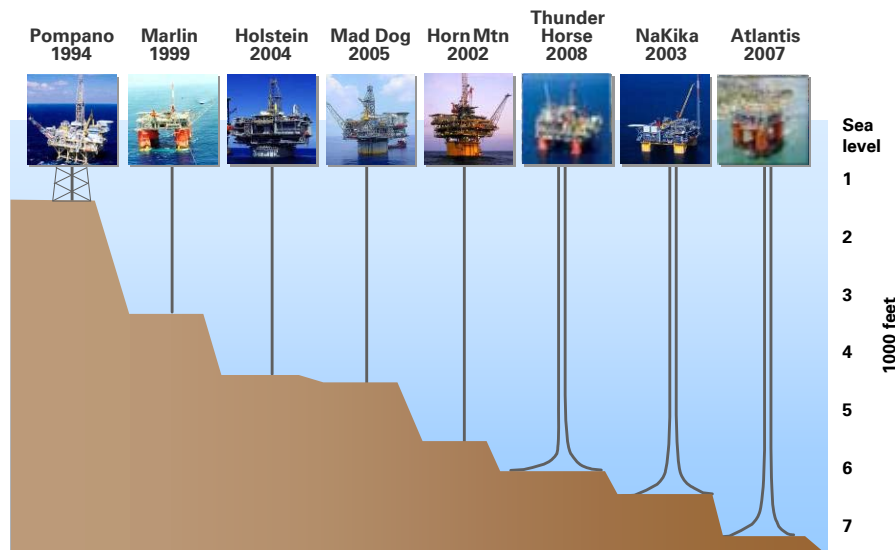 Pompano
1994
Marlin
1999
Holstein
2004
Mad Dog
2005
Horn Mtn
2002
Thunder
Horse
2008
NaKika
2003
Atlantis
2007
Sea
level
1
2
3
4
5
6
7
1000 feet